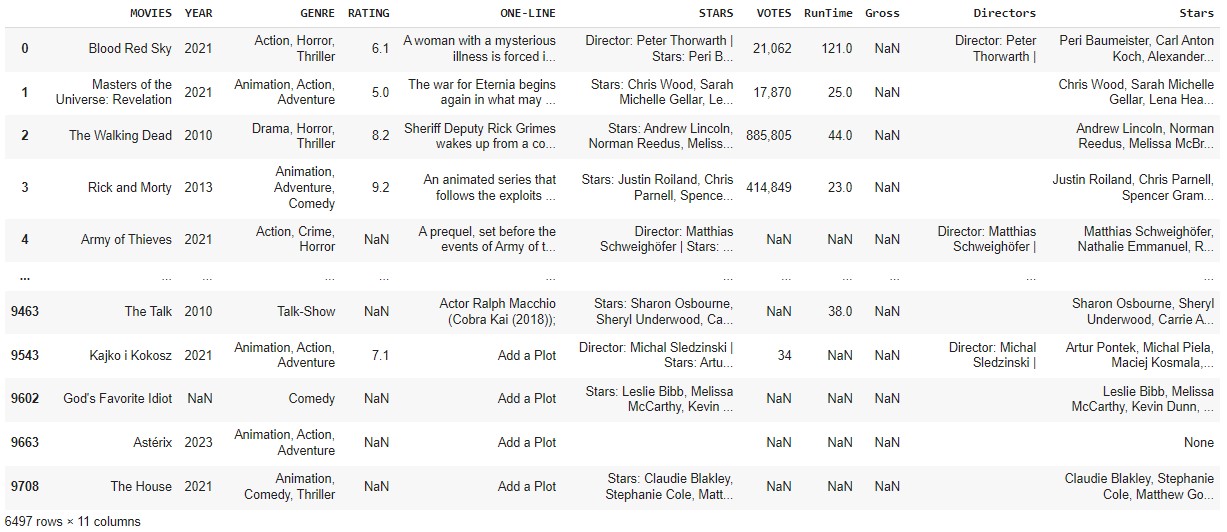 MOVIES YEAR GENRE RATING ONE-LINE STARS VOTES RunTime Gross Directors Stars
0 Blood Red Sky 2021 Action, Horror, Thriller 6.1 A woman with a mysterious illness is forced i... Director: Peter Thorwarth | Stars: Peri B... 21,062 121.0 NaN Director: Peter Thorwarth | Peri Baumeister, Carl Anton Koch, Alexander...
1 Masters of the Universe: Revelation 2021 Animation, Action, Adventure 5.0 The war for Eternia begins again in what may ... Stars: Chris Wood, Sarah Michelle Gellar, Le... 17,870 25.0 NaN Chris Wood, Sarah Michelle Gellar, Lena Hea...
2 The Walking Dead 2010 Drama, Horror, Thriller 8.2 Sheriff Deputy Rick Grimes wakes up from a co... Stars: Andrew Lincoln, Norman Reedus, Meliss... 885,805 44.0 NaN Andrew Lincoln, Norman Reedus, Melissa McBr...
3 Rick and Morty 2013 Animation, Adventure, Comedy 9.2 An animated series that follows the exploits ... Stars: Justin Roiland, Chris Parnell, Spence... 414,849 23.0 NaN Justin Roiland, Chris Parnell, Spencer Gram...
4 Army of Thieves 2021 Action, Crime, Horror NaN A prequel, set before the events of Army of t... Director: Matthias Schweighöfer | Stars: ... NaN NaN NaN Director: Matthias Schweighöfer | Matthias Schweighöfer, Nathalie Emmanuel, R...
... ... ... ... ... ... ... ... ... ... ... ...
9463 The Talk 2010 Talk-Show NaN Actor Ralph Macchio (Cobra Kai (2018)); Stars: Sharon Osbourne, Sheryl Underwood, Ca... NaN 38.0 NaN Sharon Osbourne, Sheryl Underwood, Carrie A...
9543 Kajko i Kokosz 2021 Animation, Action, Adventure 7.1 Add a Plot Director: Michal Sledzinski | Stars: Artu... 34 NaN NaN Director: Michal Sledzinski | Artur Pontek, Michal Piela, Maciej Kosmala,...
9602 God's Favorite Idiot NaN Comedy NaN Add a Plot Stars: Leslie Bibb, Melissa McCarthy, Kevin ... NaN NaN NaN Leslie Bibb, Melissa McCarthy, Kevin Dunn, ...
9663 Astérix 2023 Animation, Action, Adventure NaN Add a Plot NaN NaN NaN None
9708 The House 2021 Animation, Comedy, Thriller NaN Add a Plot Stars: Claudie Blakley, Stephanie Cole, Matt... NaN NaN NaN Claudie Blakley, Stephanie Cole, Matthew Go...
6497 rows × 11 columns